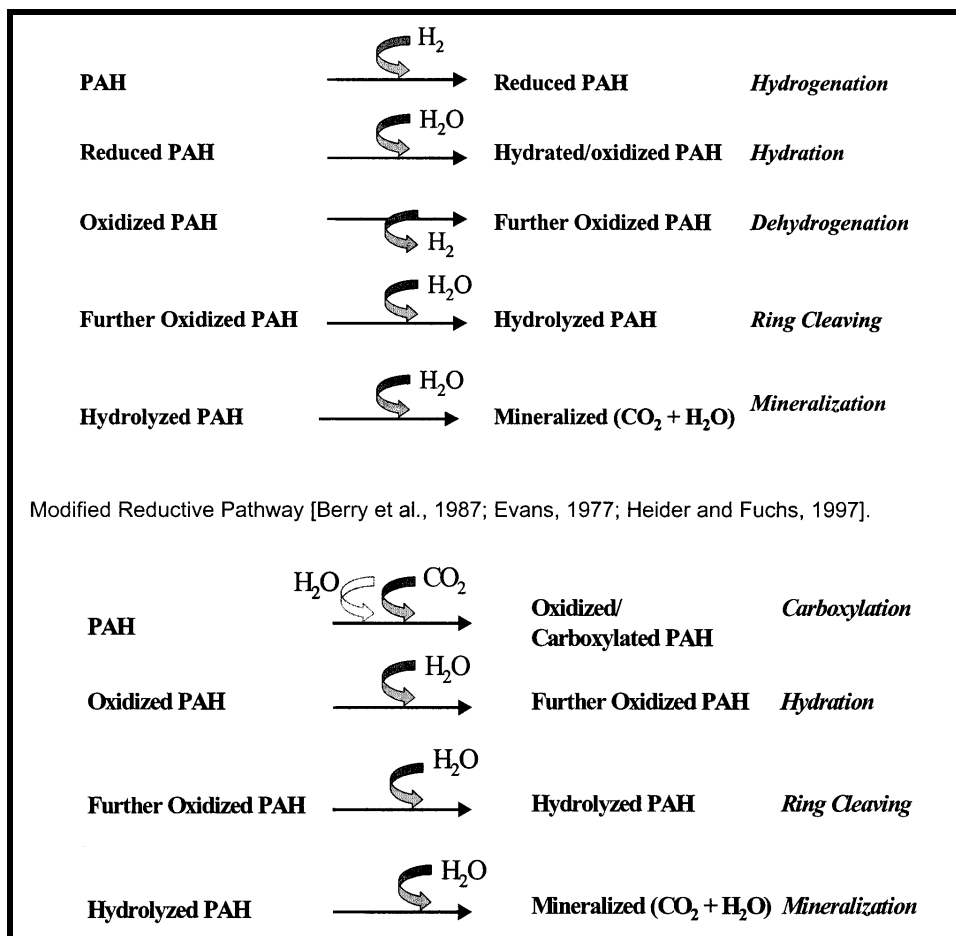 H₂
PAH Reduced PAH Hydrogenation
H₂O
Reduced PAH Hydrated/oxidized PAH Hydration
Oxidized PAH Further Oxidized PAH Dehydrogenation
H₂
H₂O
Further Oxidized PAH Hydrolyzed PAH Ring Cleaving
H₂O
Hydrolyzed PAH Mineralized (CO₂ + H₂O) Mineralization
Modified Reductive Pathway [Berry et al., 1987; Evans, 1977; Heider and Fuchs, 1997].
H₂O CO₂
PAH Oxidized/ Carboxylation
Carboxylated PAH
H₂O
Oxidized PAH Further Oxidized PAH Hydration
H₂O
Further Oxidized PAH Hydrolyzed PAH Ring Cleaving
H₂O
Hydrolyzed PAH Mineralized (CO₂ + H₂O) Mineralization